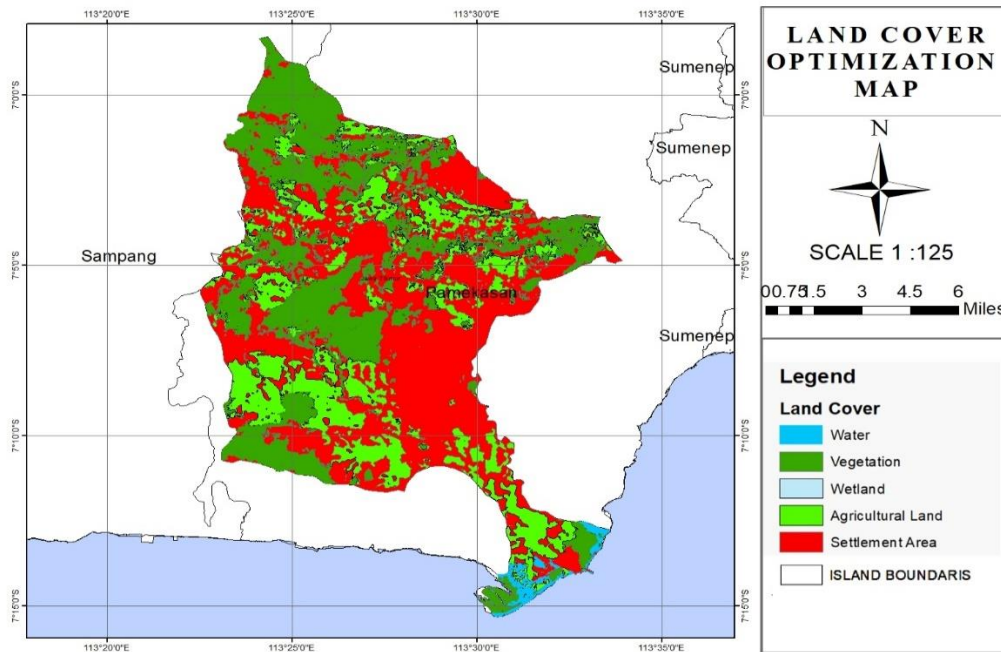 113°20'0"E 113°25'0"E 113°30'0"E 113°35'0"E
7°0'0"S
7°0'0"S
7°5'0"S
7°5'0"S
7°10'0"S
7°10'0"S
7°15'0"S
7°15'0"S
Sumenep
Sumenep
Sampang
Pamekasan
Sumenep
113°20'0"E 113°25'0"E 113°30'0"E 113°35'0"E
LAND COVER
OPTIMIZATION
MAP
N
SCALE 1 :125
00.751.5 3 4.5 6
Miles
Legend
Land Cover
Water
Vegetation
Wetland
Agricultural Land
Settlement Area
ISLAND BOUNDARIS